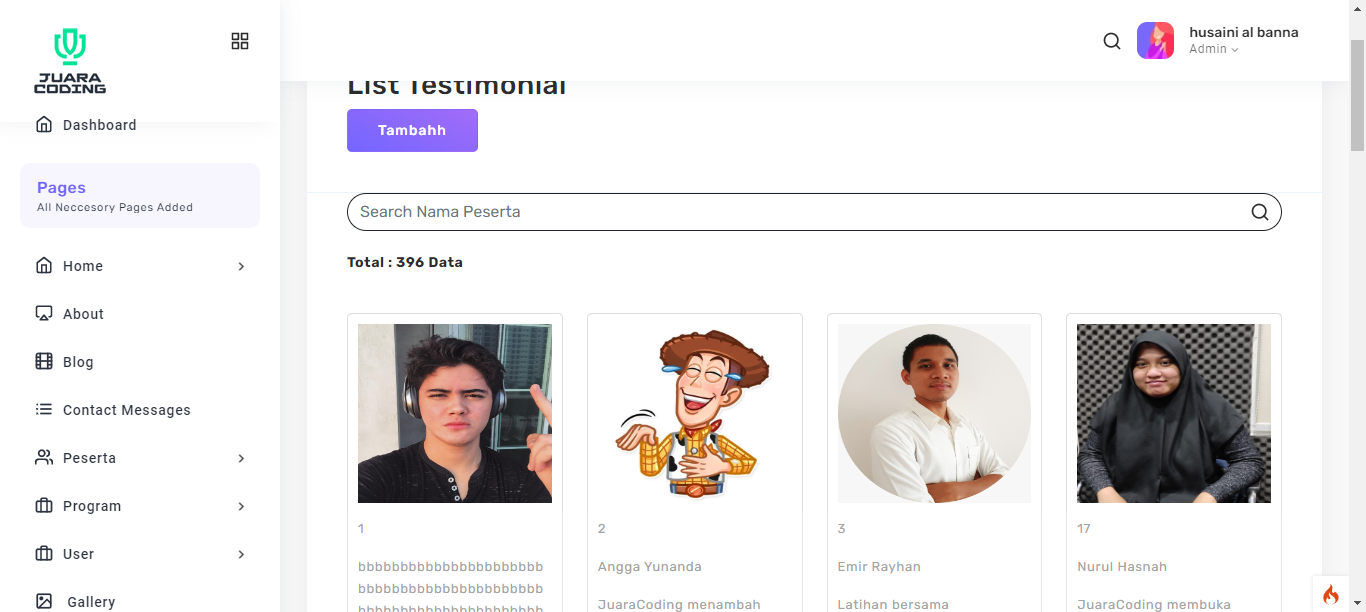 JUARA
CODING
husaini al banna
Admin
Dashboard
Pages
All Neccesory Pages Added
Home
About
Blog
Contact Messages
Peserta
Program
User
Gallery
List Testimonial
Tambahh
Search Nama Peserta
Total : 396 Data
1
bbbbbbbbbbbbbbbbbbbbbb
bbbbbbbbbbbbbbbbbbbbbb
bbbbbbbbbbbbbbbbbbbbbb
2
Angga Yunanda
JuaraCoding menambah
3
Emir Rayhan
Latihan bersama
17
Nurul Hasnah
JuaraCoding membuka